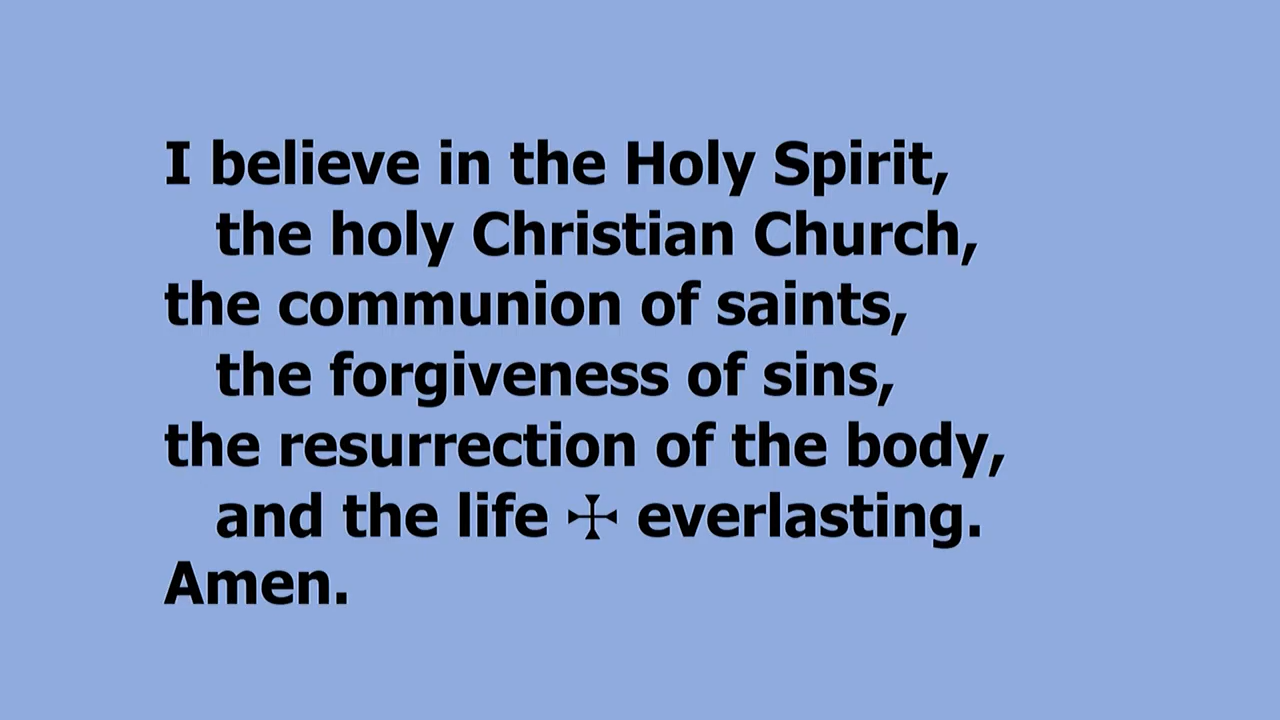 I believe in the Holy Spirit,
the holy Christian Church,
the communion of saints,
the forgiveness of sins,
the resurrection of the body,
and the life ☩ everlasting.
Amen.